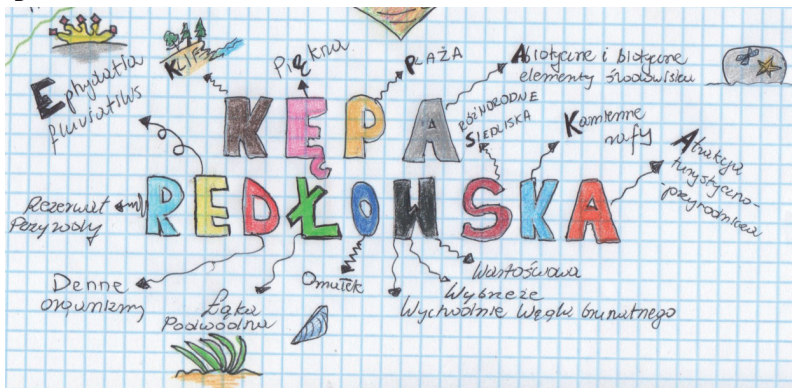 KLIF
Piękna
PLAŻA
Abiotyczne i biotyczne
elementy środowiska
Ephydatia
fluviatilis
KĘPA
RÓŻNORODNE
SIEDLISKA
Kamienne
rafy
Atrakcja
turystyczno-
-przyrodnicza
Rezerwat
Przyrody
REDŁOWSKA
Denne
organizmy
Łąka
Podwodna
Omułek
Wartościowa
Wybrzeże
Wychodnie Węgla brunatnego